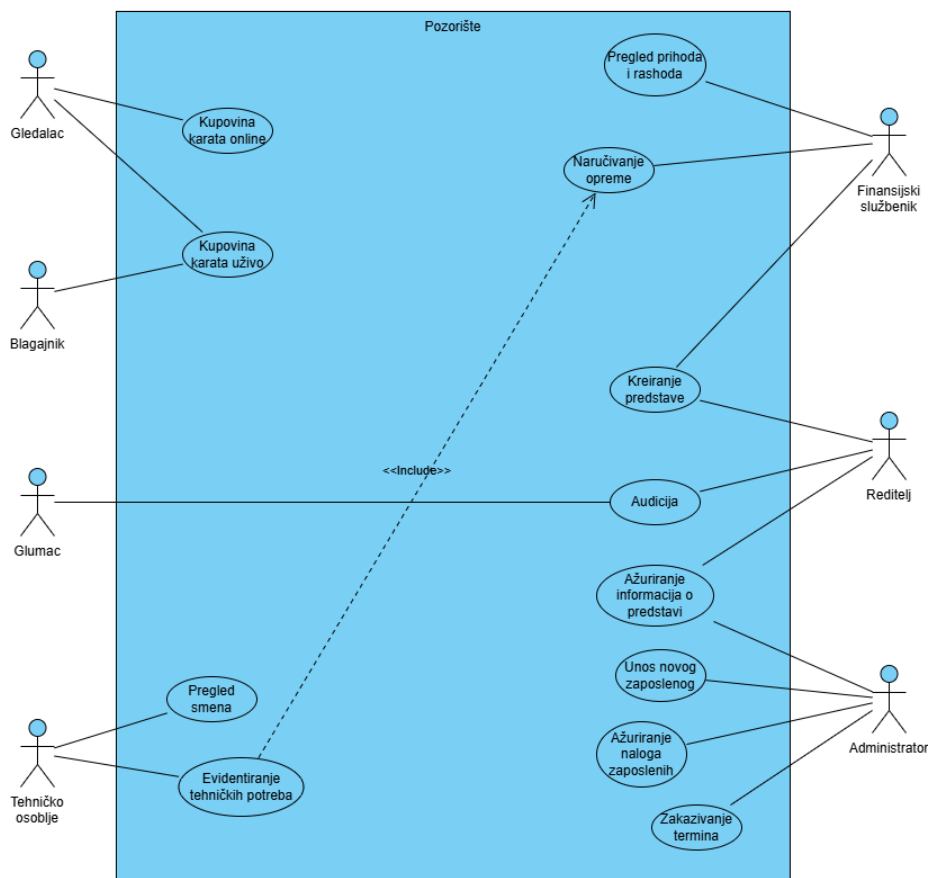 Pozorište
Pregled prihoda
i rashoda
Gledalac
Kupovina
karata online
Finansijski
službenik
Naručivanje
opreme
Kupovina
karata uživo
Blagajnik
Kreiranje
predstave
<<Include>>
Reditelj
Audicija
Glumac
Ažuriranje
informacija o
predstavi
Unos novog
zaposlenog
Pregled
smena
Administrator
Ažuriranje
naloga
zaposlenih
Evidentiranje
tehničkih potreba
Tehničko
osoblje
Zakazivanje
termina